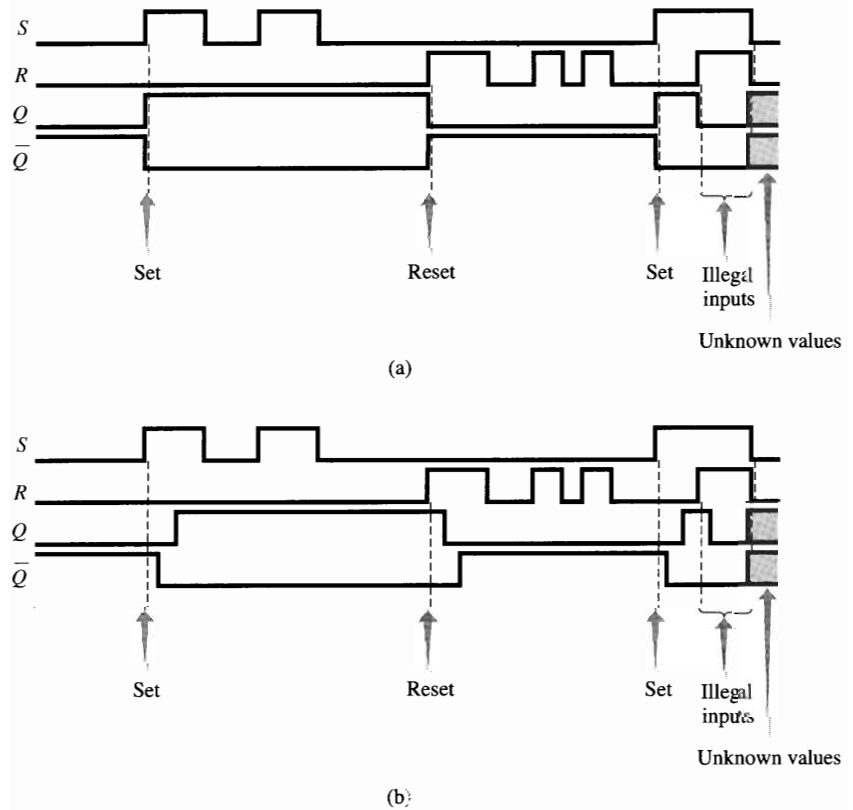 S
R
Q
Q̅
Set
Reset
Set
Illegal
inputs
Unknown values
(a)
S
R
Q
Q̅
Set
Reset
Set
Illegal
inputs
Unknown values
(b)